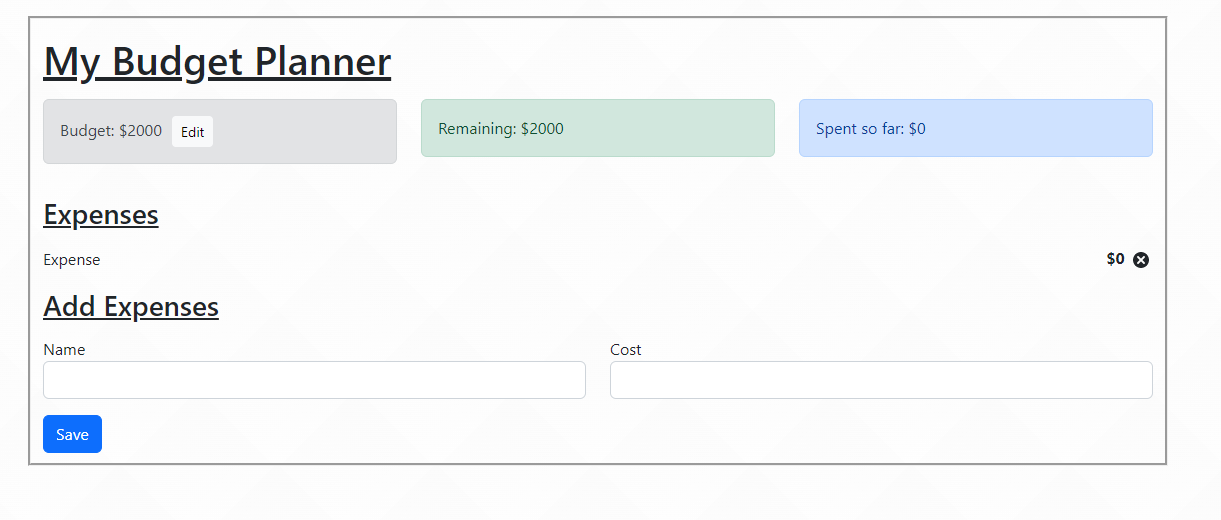 My Budget Planner
Budget: $2000 Edit
Remaining: $2000
Spent so far: $0
Expenses
Expense $0
Add Expenses
Name Cost
Save